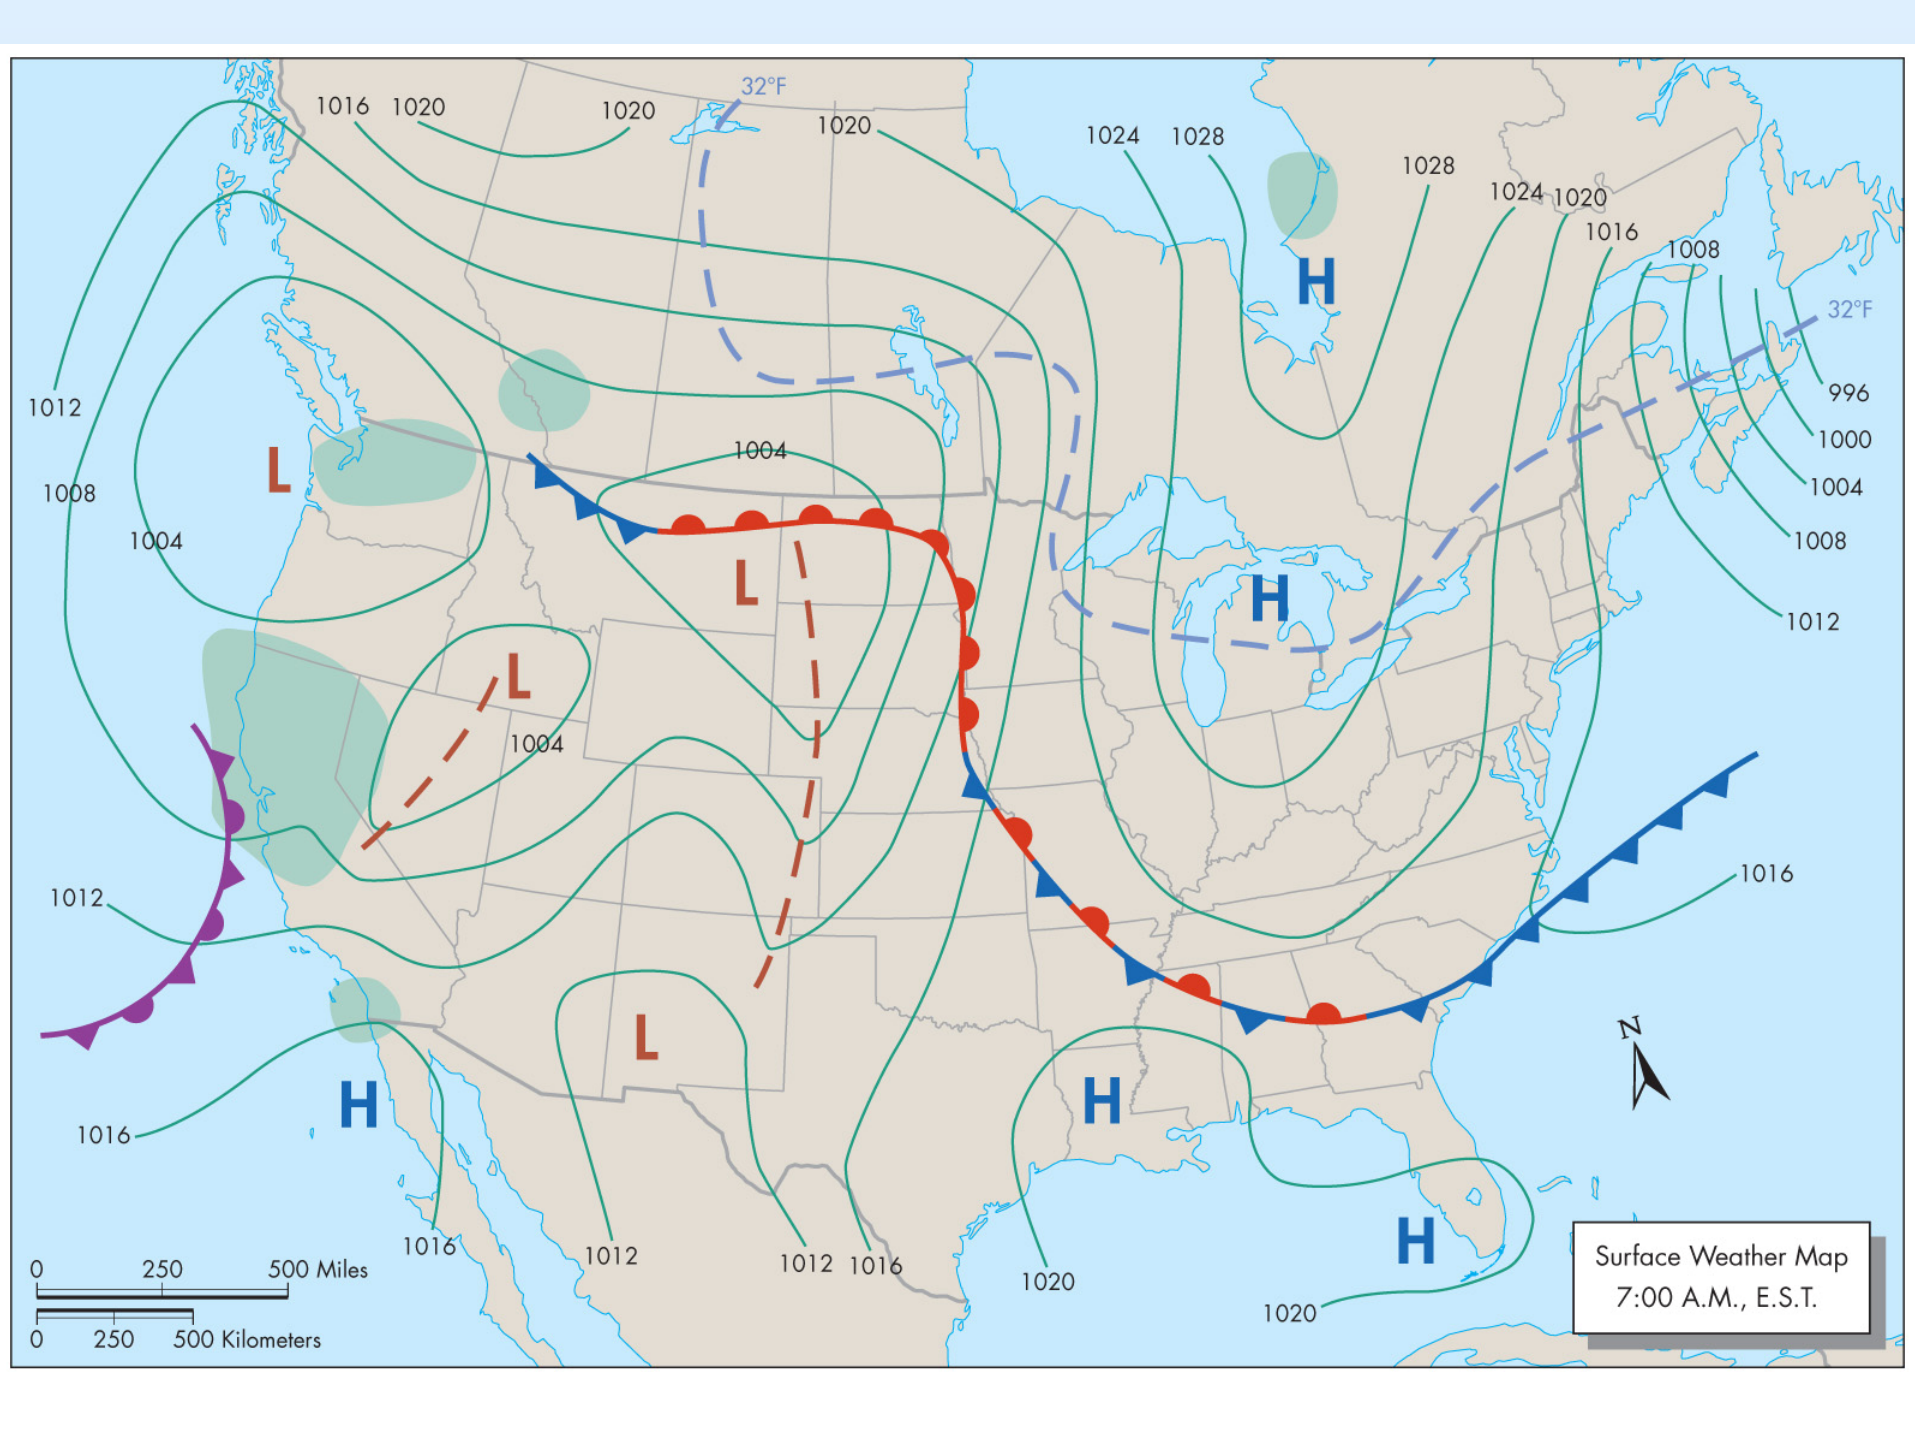 32°F
1016 1020
1020
1020
1024 1028
1028
1024 1020
1016
1008
H
32°F
1012
996
1000
1004
1008
1012
L
1008
1004
1004
L
H
L
1004
1012
1016
L
H
H
1016
N
H
1016
1012
1012 1016
1020
1020
0 250 500 Miles
0 250 500 Kilometers
Surface Weather Map
7:00 A.M., E.S.T.